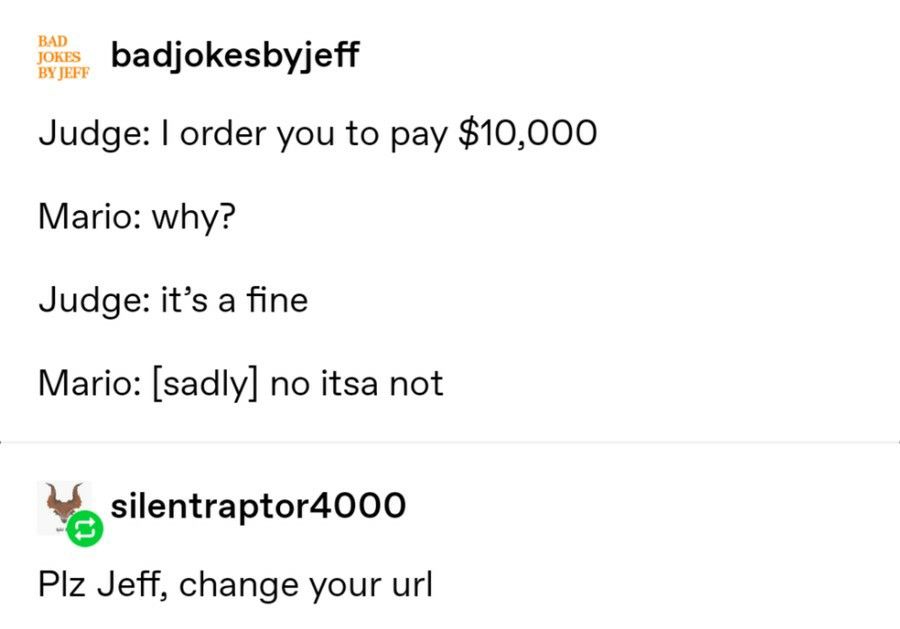 BAD
JOKES
BY JEFF
badjokesbyjeff
Judge: I order you to pay $10,000
Mario: why?
Judge: it’s a fine
Mario: [sadly] no itsa not
silentraptor4000
Plz Jeff, change your url